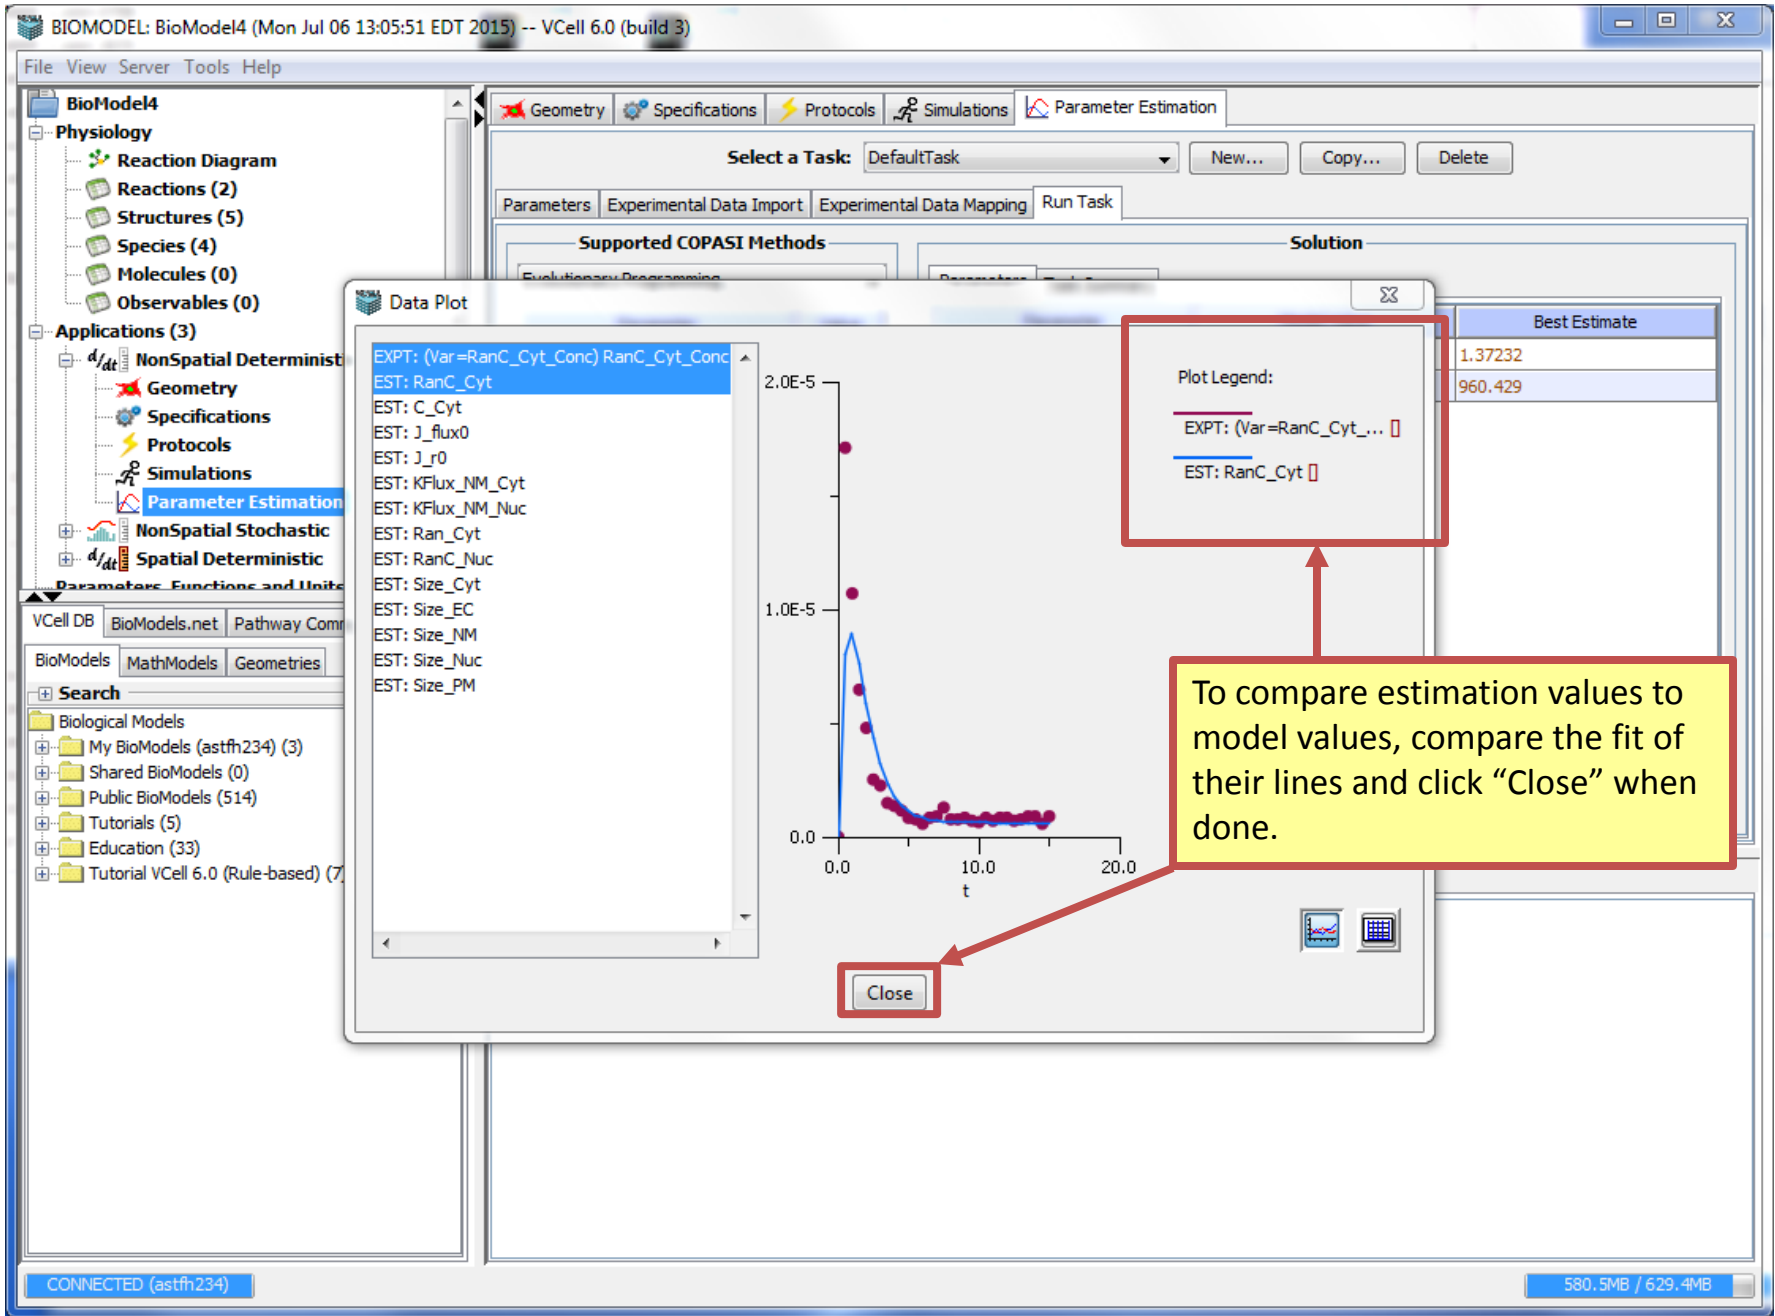 BIOMODEL: BioModel4 (Mon Jul 06 13:05:51 EDT 2015) -- VCell 6.0 (build 3)
File View Server Tools Help
BioModel4
Physiology
Reaction Diagram
Reactions (2)
Structures (5)
Species (4)
Molecules (0)
Observables (0)
Applications (3)
d/dt NonSpatial Deterministi
Geometry
Specifications
Protocols
Simulations
Parameter Estimation
NonSpatial Stochastic
d/dt Spatial Deterministic
Parameters, Functions and Units
VCell DB BioModels.net Pathway Comm
BioModels MathModels Geometries
Search
Biological Models
My BioModels (astfh234) (3)
Shared BioModels (0)
Public BioModels (514)
Tutorials (5)
Education (33)
Tutorial VCell 6.0 (Rule-based) (7)
Geometry Specifications Protocols Simulations Parameter Estimation
Select a Task: DefaultTask New... Copy... Delete
Parameters Experimental Data Import Experimental Data Mapping Run Task
Supported COPASI Methods Solution
Evolutionary Programming
Best Estimate
1.37232
960.429
Data Plot
EXPT: (Var=RanC_Cyt_Conc) RanC_Cyt_Conc
EST: RanC_Cyt
EST: C_Cyt
EST: J_flux0
EST: J_r0
EST: KFlux_NM_Cyt
EST: KFlux_NM_Nuc
EST: Ran_Cyt
EST: RanC_Nuc
EST: Size_Cyt
EST: Size_EC
EST: Size_NM
EST: Size_Nuc
EST: Size_PM
2.0E-5
1.0E-5
0.0
0.0 10.0 20.0
t
Plot Legend:
EXPT: (Var=RanC_Cyt_... []
EST: RanC_Cyt []
Close
To compare estimation values to
model values, compare the fit of
their lines and click “Close” when
done.
CONNECTED (astfh234)
580.5MB / 629.4MB